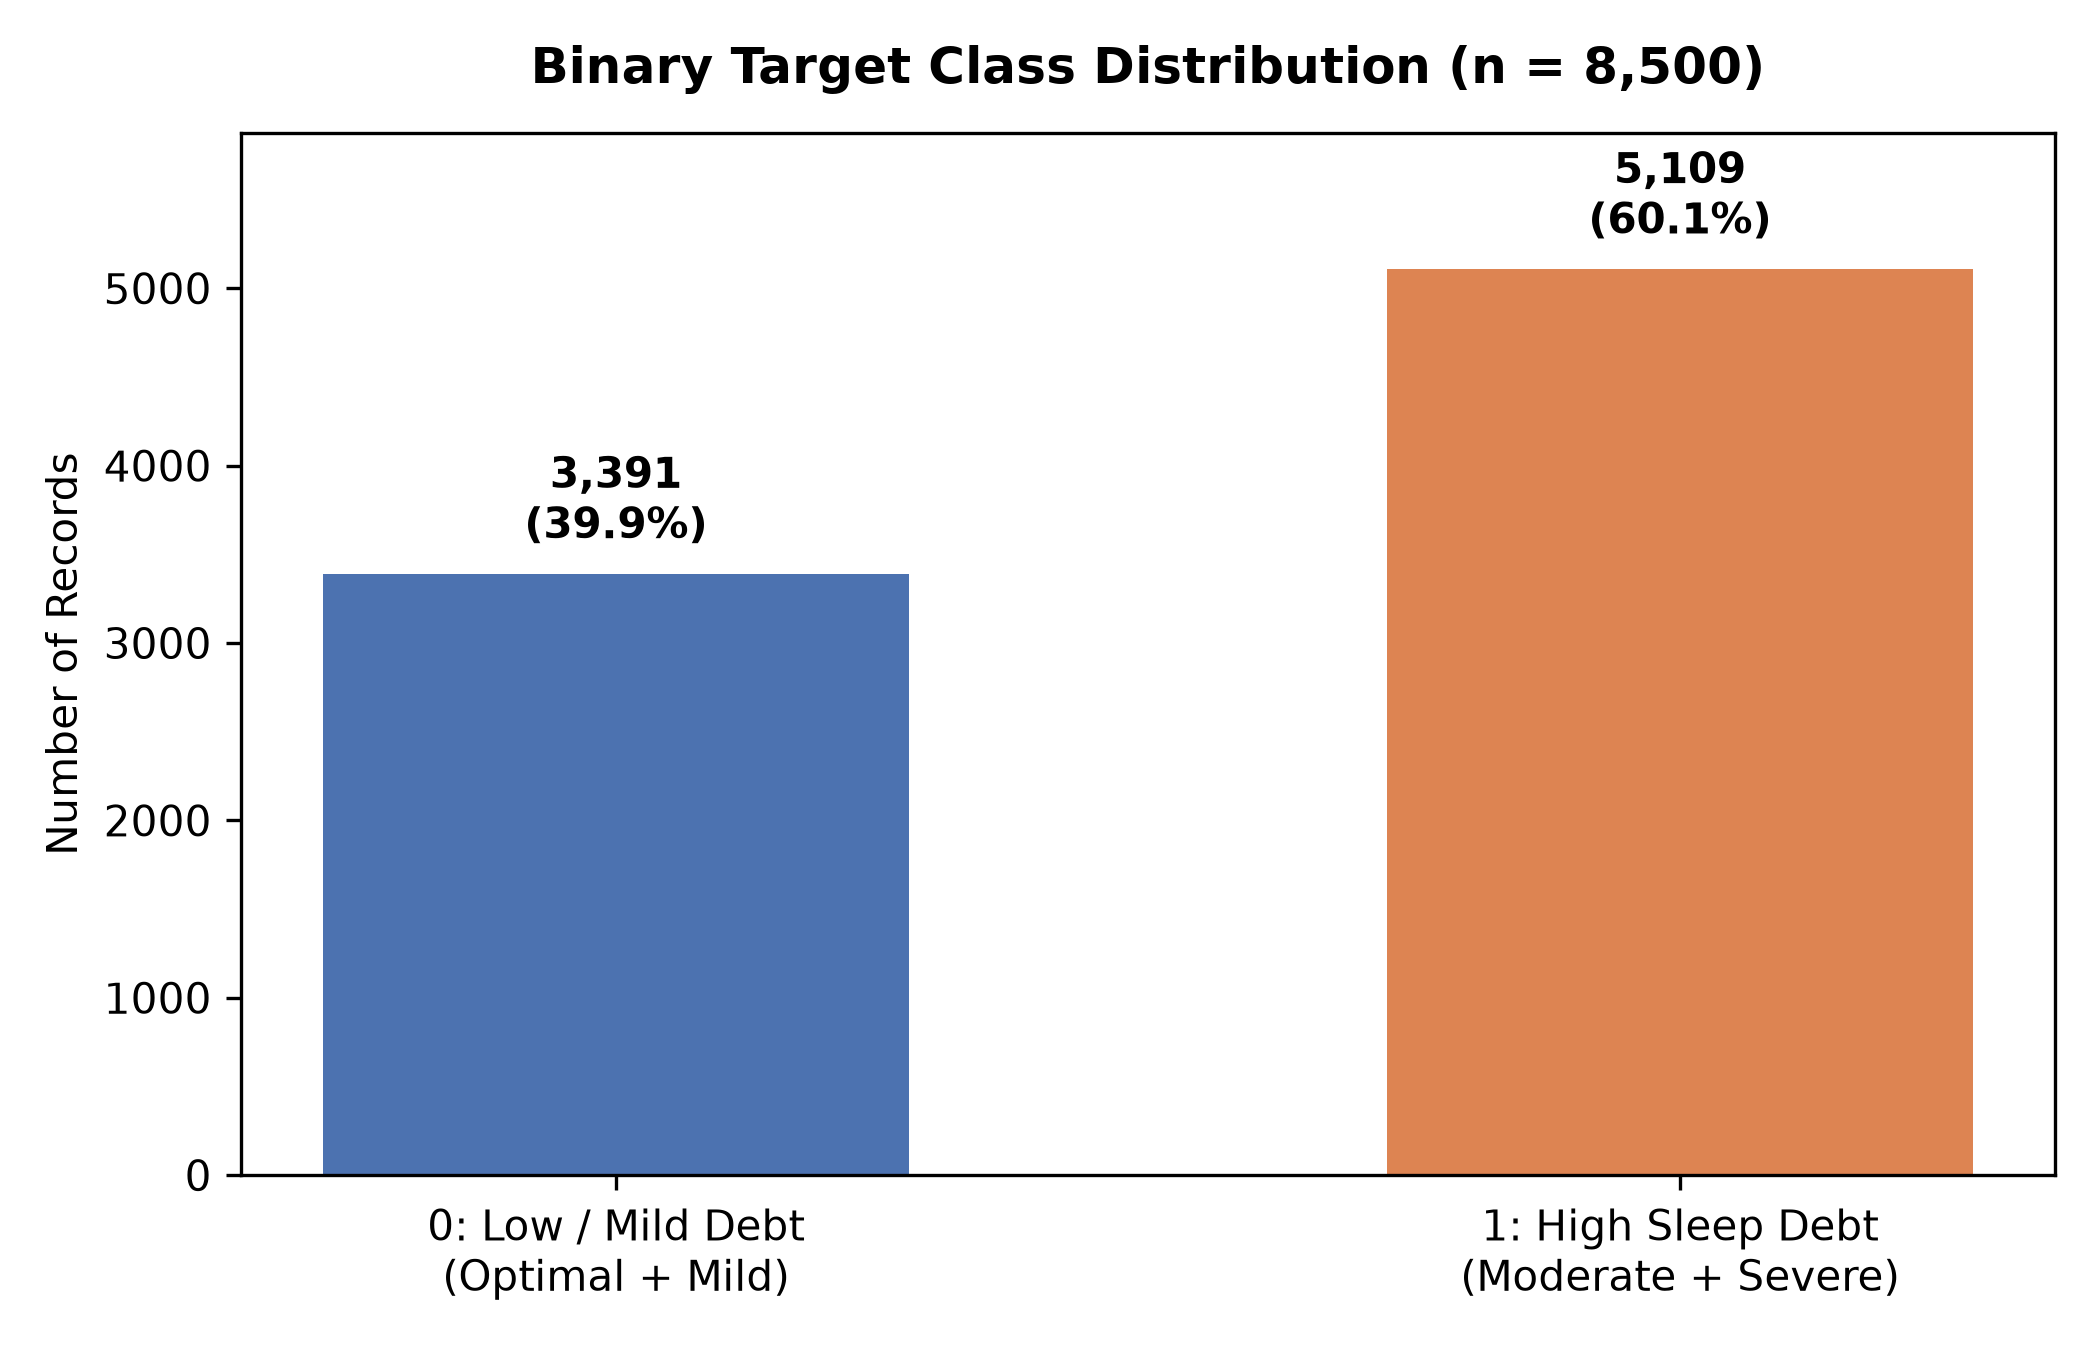 Binary Target Class Distribution (n = 8,500)
5,109
(60.1%)
3,391
(39.9%)
Number of Records
5000
4000
3000
2000
1000
0
0: Low / Mild Debt
(Optimal + Mild)
1: High Sleep Debt
(Moderate + Severe)